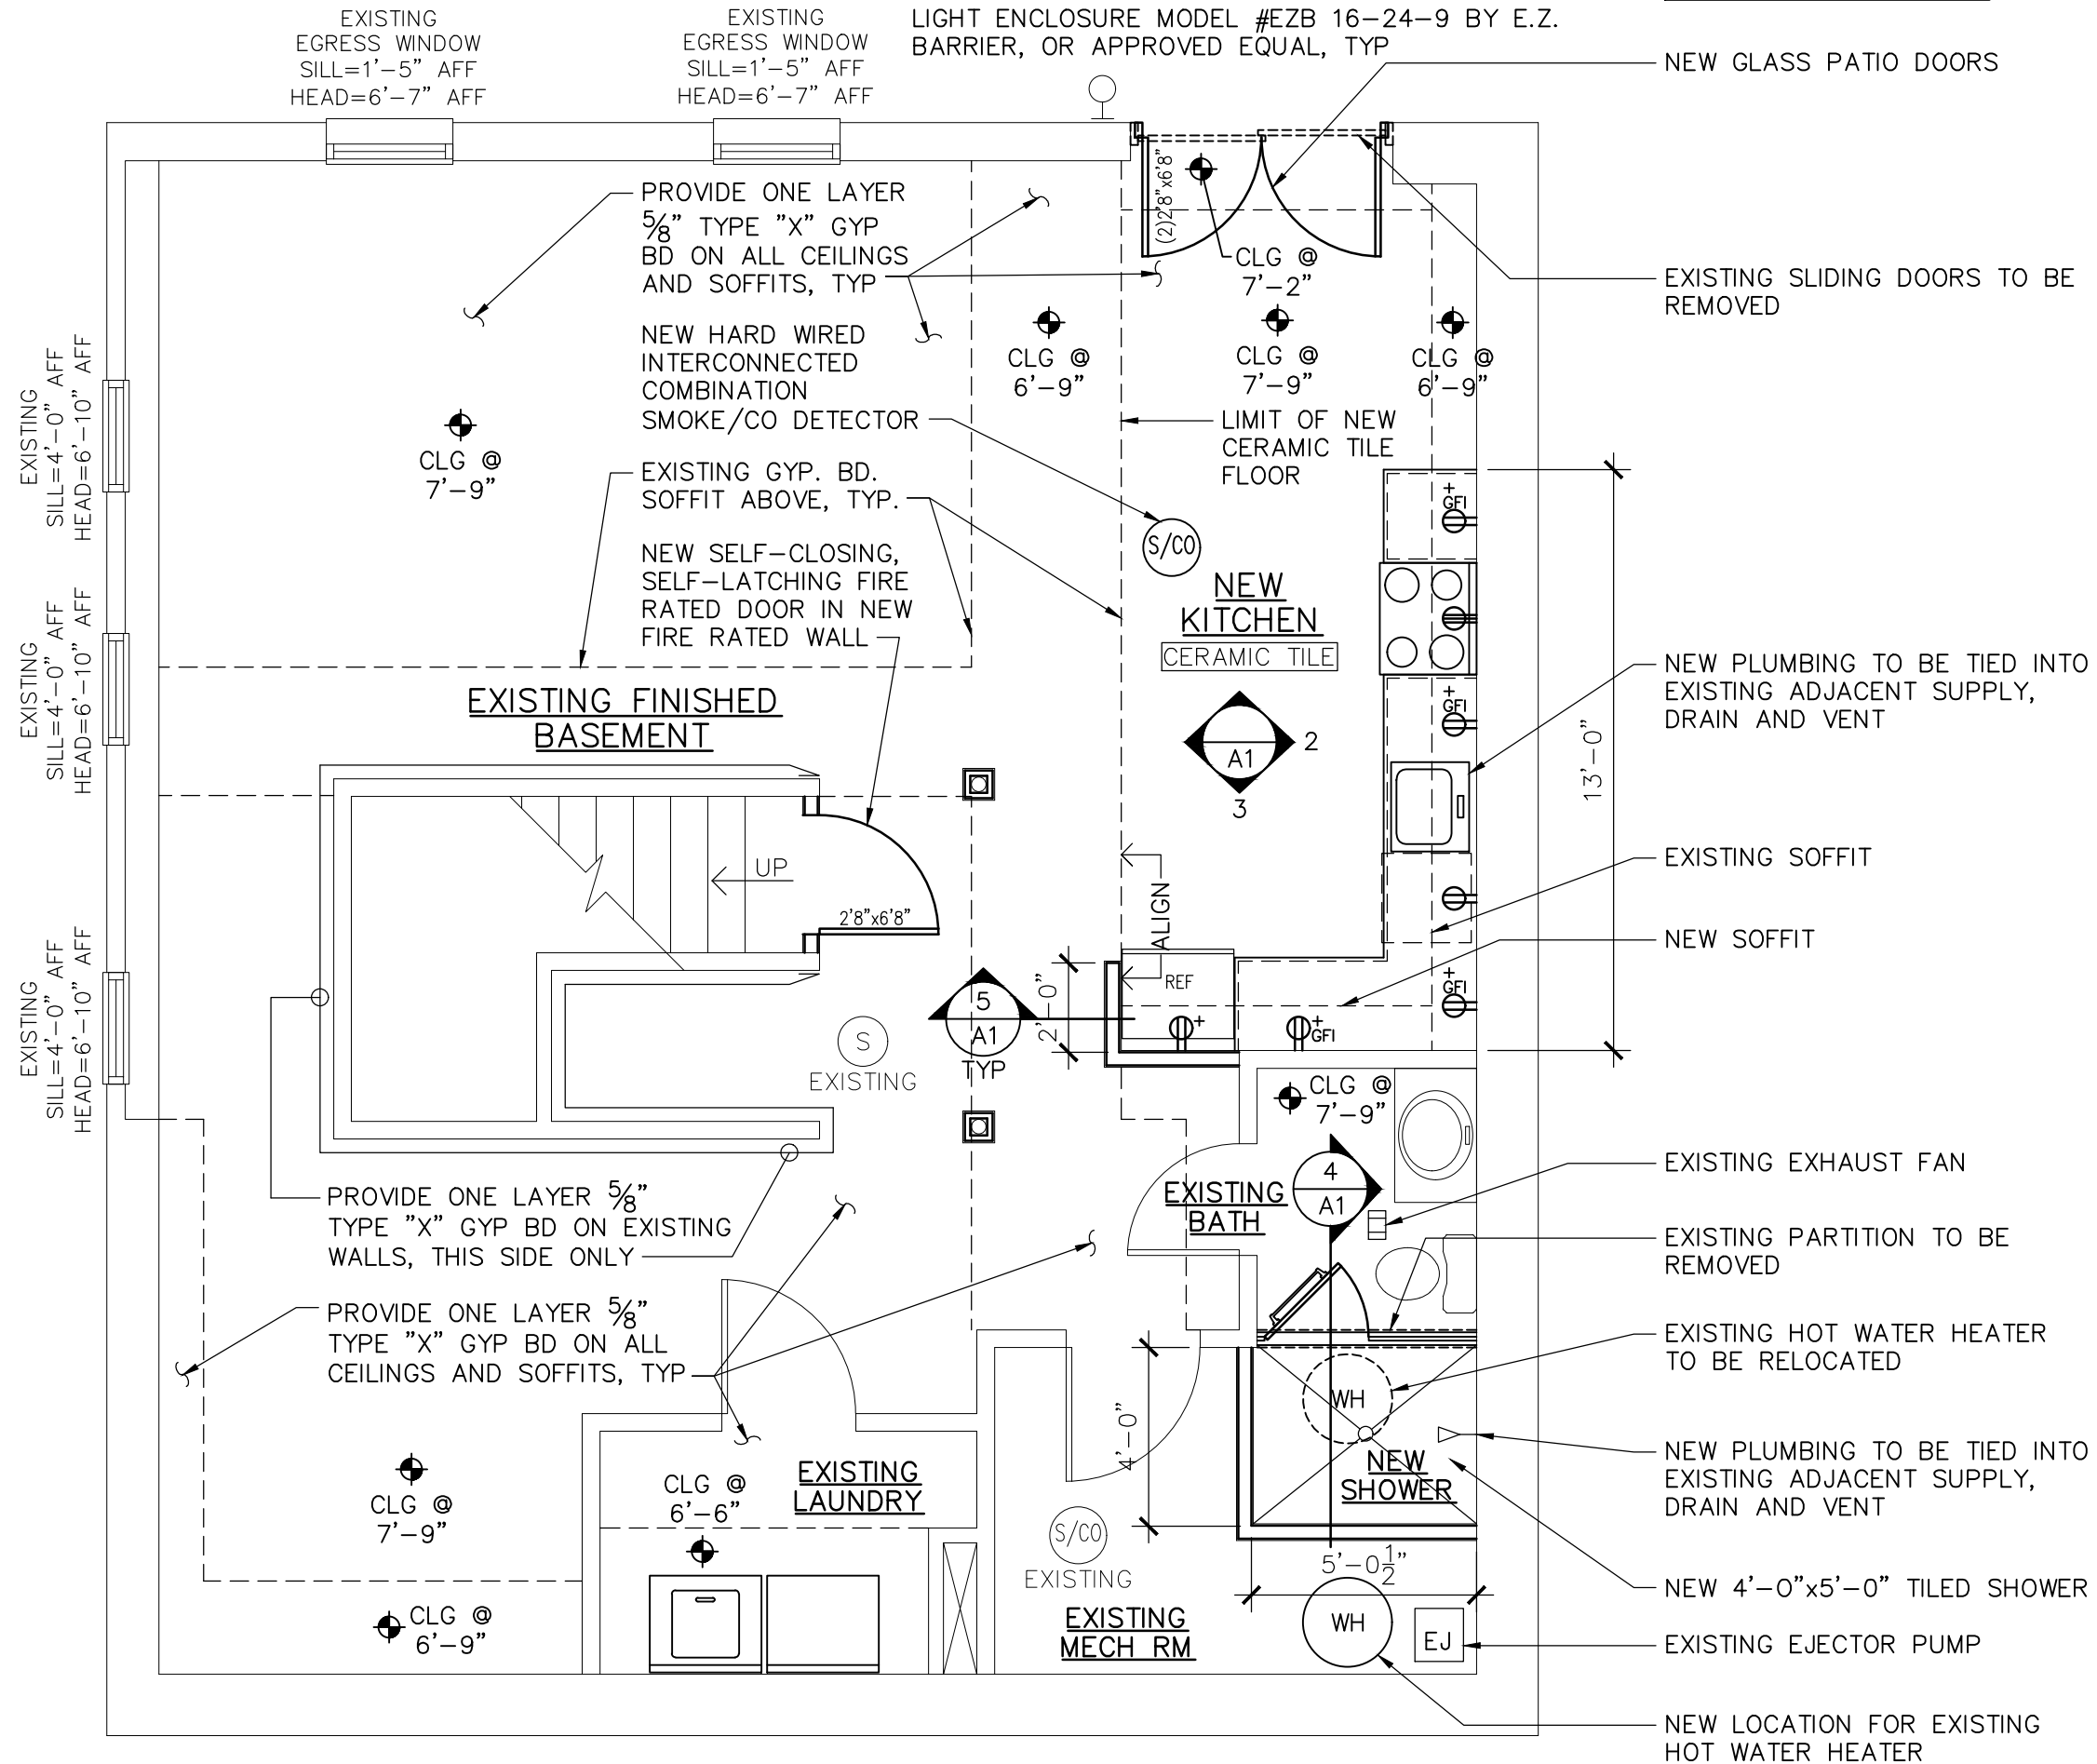 EXISTING
EGRESS WINDOW
SILL=1'-5" AFF
HEAD=6'-7" AFF
EXISTING
EGRESS WINDOW
SILL=1'-5" AFF
HEAD=6'-7" AFF
LIGHT ENCLOSURE MODEL #EZB 16-24-9 BY E.Z.
BARRIER, OR APPROVED EQUAL, TYP
NEW GLASS PATIO DOORS
PROVIDE ONE LAYER
5/8" TYPE "X" GYP
BD ON ALL CEILINGS
AND SOFFITS, TYP
(2)2'8"x6'8"
CLG @
7'-2"
EXISTING SLIDING DOORS TO BE
REMOVED
NEW HARD WIRED
INTERCONNECTED
COMBINATION
SMOKE/CO DETECTOR
CLG @
6'-9"
CLG @
7'-9"
CLG @
6'-9"
EXISTING
SILL=4'-0" AFF
HEAD=6'-10" AFF
CLG @
7'-9"
LIMIT OF NEW
CERAMIC TILE
FLOOR
EXISTING GYP. BD.
SOFFIT ABOVE, TYP.
+
GFI
S/CO
NEW SELF-CLOSING,
SELF-LATCHING FIRE
RATED DOOR IN NEW
FIRE RATED WALL
NEW
KITCHEN
CERAMIC TILE
EXISTING
SILL=4'-0" AFF
HEAD=6'-10" AFF
EXISTING FINISHED
BASEMENT
+
GFI
NEW PLUMBING TO BE TIED INTO
EXISTING ADJACENT SUPPLY,
DRAIN AND VENT
A1
2
3
13'-0"
UP
2'8"x6'8"
ALIGN
EXISTING SOFFIT
NEW SOFFIT
EXISTING
SILL=4'-0" AFF
HEAD=6'-10" AFF
REF
+
GFI
5
A1
TYP
2'-0"
+
+
GFI
S
EXISTING
CLG @
7'-9"
4
A1
EXISTING EXHAUST FAN
EXISTING
BATH
PROVIDE ONE LAYER 5/8"
TYPE "X" GYP BD ON EXISTING
WALLS, THIS SIDE ONLY
EXISTING PARTITION TO BE
REMOVED
PROVIDE ONE LAYER 5/8"
TYPE "X" GYP BD ON ALL
CEILINGS AND SOFFITS, TYP
EXISTING HOT WATER HEATER
TO BE RELOCATED
WH
4'-0"
NEW
SHOWER
NEW PLUMBING TO BE TIED INTO
EXISTING ADJACENT SUPPLY,
DRAIN AND VENT
CLG @
7'-9"
CLG @
6'-6"
EXISTING
LAUNDRY
S/CO
EXISTING
5'-0 1/2"
NEW 4'-0"x5'-0" TILED SHOWER
CLG @
6'-9"
EXISTING
MECH RM
WH
EJ
EXISTING EJECTOR PUMP
NEW LOCATION FOR EXISTING
HOT WATER HEATER